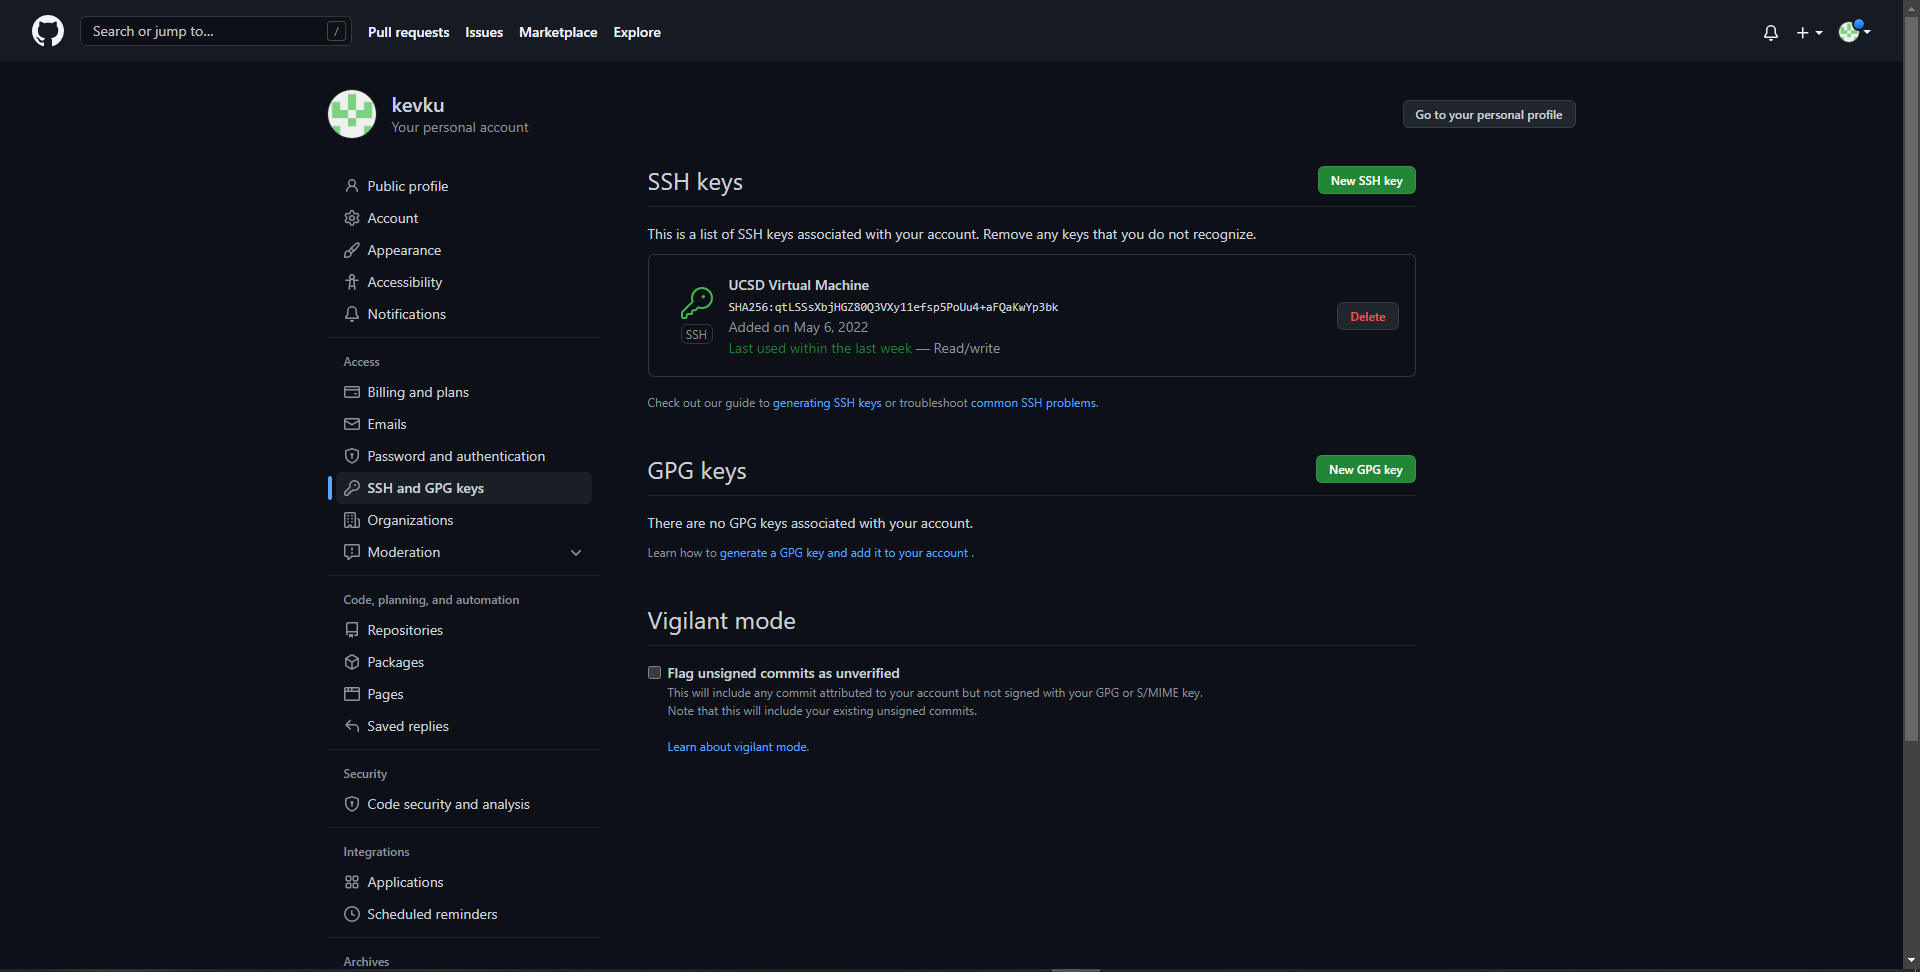 Search or jump to... /
Pull requests
Issues
Marketplace
Explore
kevku
Your personal account
Go to your personal profile
Public profile
Account
Appearance
Accessibility
Notifications
Access
Billing and plans
Emails
Password and authentication
SSH and GPG keys
Organizations
Moderation
Code, planning, and automation
Repositories
Packages
Pages
Saved replies
Security
Code security and analysis
Integrations
Applications
Scheduled reminders
Archives
SSH keys
New SSH key
This is a list of SSH keys associated with your account. Remove any keys that you do not recognize.
SSH
UCSD Virtual Machine
SHA256:qtLSSsXbjHGZ80Q3VXy11efsp5PoUu4+aFQaKwYp3bk
Added on May 6, 2022
Last used within the last week — Read/write
Delete
Check out our guide to generating SSH keys or troubleshoot common SSH problems.
GPG keys
New GPG key
There are no GPG keys associated with your account.
Learn how to generate a GPG key and add it to your account .
Vigilant mode
Flag unsigned commits as unverified
This will include any commit attributed to your account but not signed with your GPG or S/MIME key.
Note that this will include your existing unsigned commits.
Learn about vigilant mode.